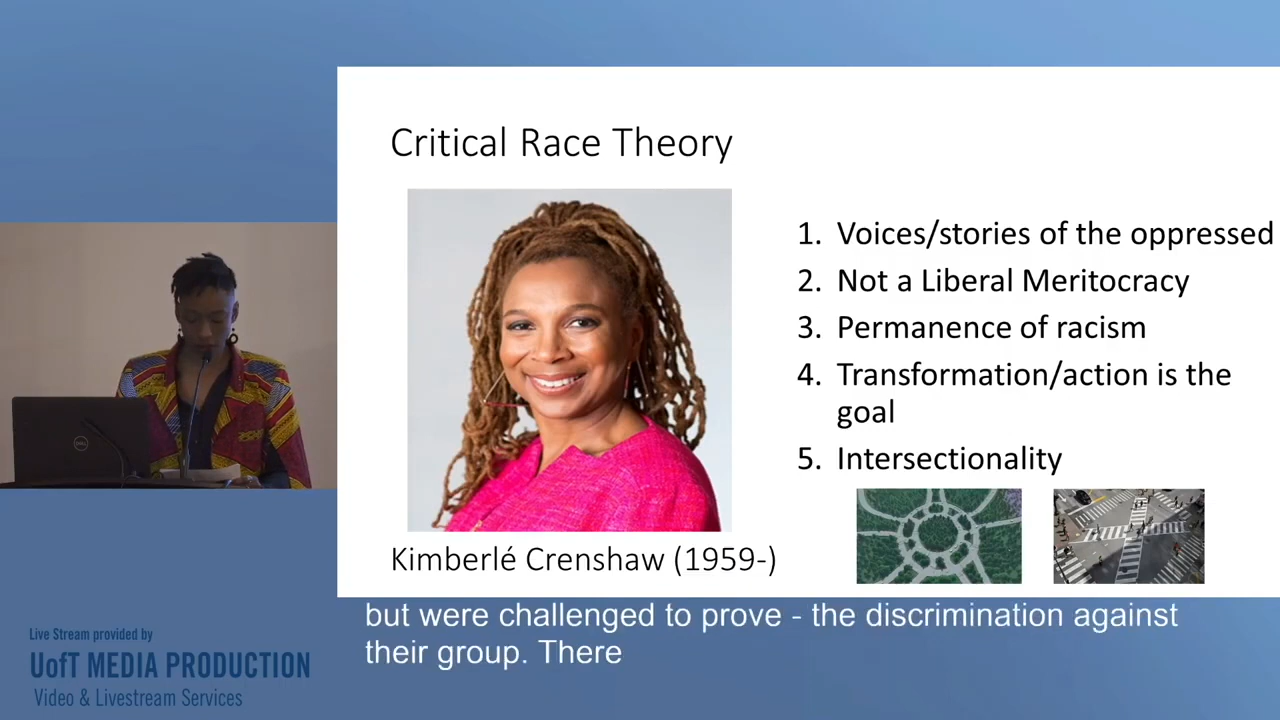 Critical Race Theory
1. Voices/stories of the oppressed
2. Not a Liberal Meritocracy
3. Permanence of racism
4. Transformation/action is the
goal
5. Intersectionality
Kimberlé Crenshaw (1959-)
but were challenged to prove - the discrimination against
their group. There
Live Stream provided by
UofT MEDIA PRODUCTION
Video & Livestream Services
DELL